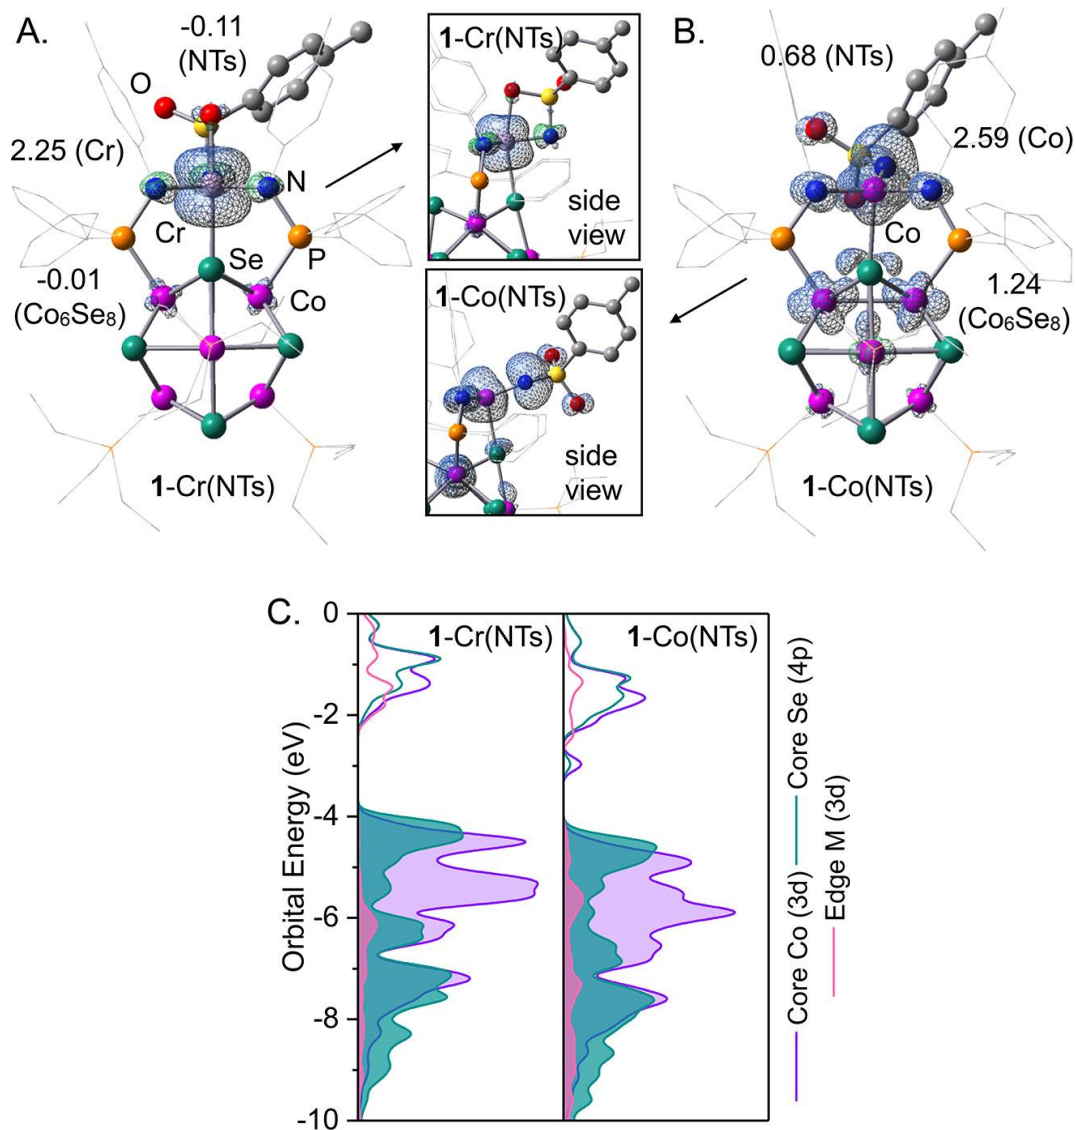 A.
-0.11
(NTs)
O
2.25 (Cr)
N
Cr
Se
P
-0.01
(Co₆Se₈)
Co
1-Cr(NTs)
1-Cr(NTs)
side
view
1-Co(NTs)
side
view
B.
0.68 (NTs)
2.59 (Co)
Co
1.24
(Co₆Se₈)
1-Co(NTs)
C.
1-Cr(NTs)
1-Co(NTs)
0
-2
-4
-6
-8
-10
Orbital Energy (eV)
Core Co (3d)
Core Se (4p)
Edge M (3d)